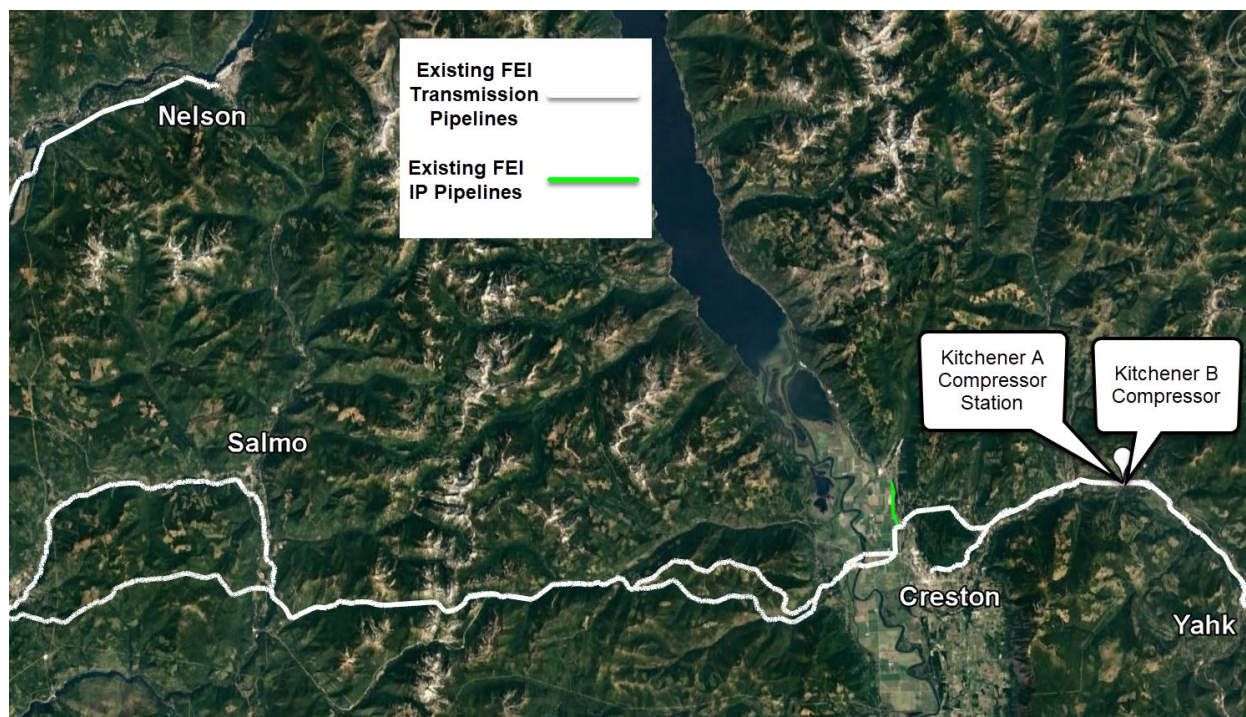 Existing FEI
Transmission
Pipelines
Existing FEI
IP Pipelines
Nelson
Kitchener A
Compressor
Station
Kitchener B
Compressor
Salmo
Creston
Yahk